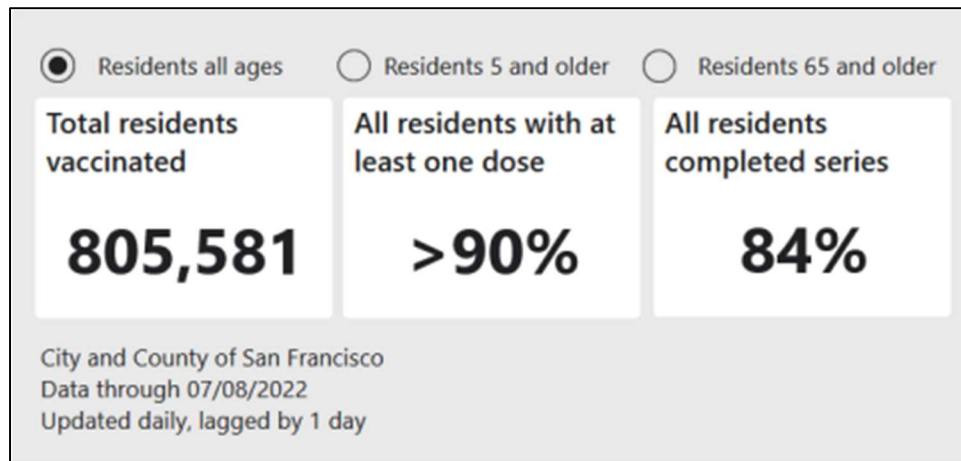 Residents all ages
Residents 5 and older
Residents 65 and older
Total residents
vaccinated
805,581
All residents with at
least one dose
>90%
All residents
completed series
84%
City and County of San Francisco
Data through 07/08/2022
Updated daily, lagged by 1 day